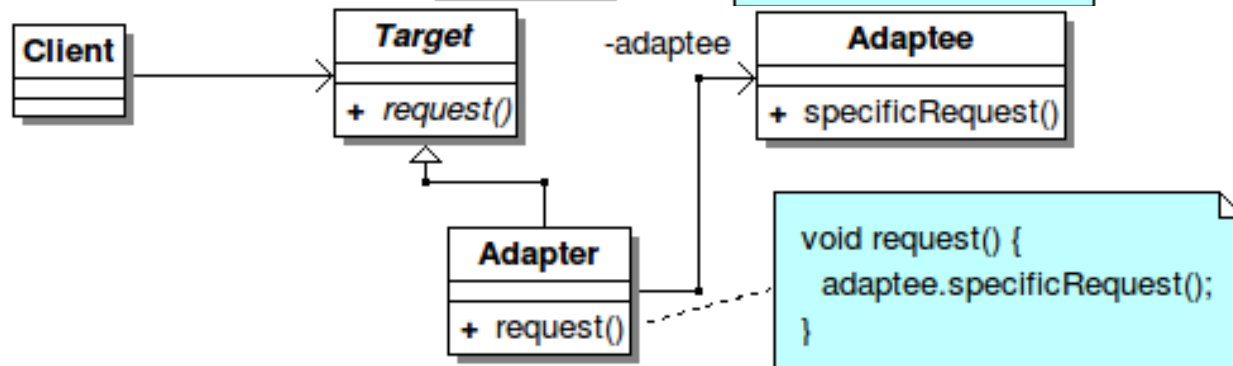 Client
Target
+ request()
-adaptee
Adaptee
+ specificRequest()
Adapter
+ request()
void request() {
adaptee.specificRequest();
}